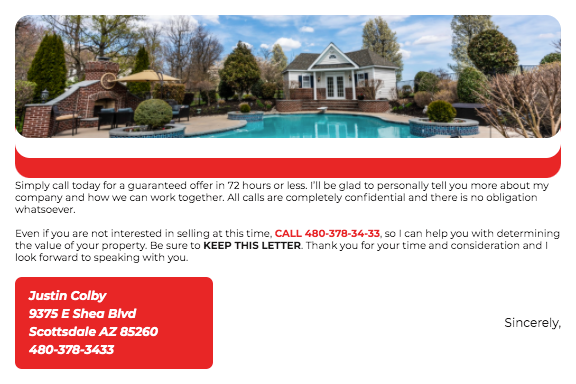 Simply call today for a guaranteed offer in 72 hours or less. I'll be glad to personally tell you more about my
company and how we can work together. All calls are completely confidential and there is no obligation
whatsoever.
Even if you are not interested in selling at this time, CALL 480-378-34-33, so I can help you with determining
the value of your property. Be sure to KEEP THIS LETTER. Thank you for your time and consideration and I
look forward to speaking with you.
Justin Colby
9375 E Shea Blvd
Scottsdale AZ 85260
480-378-3433
Sincerely,